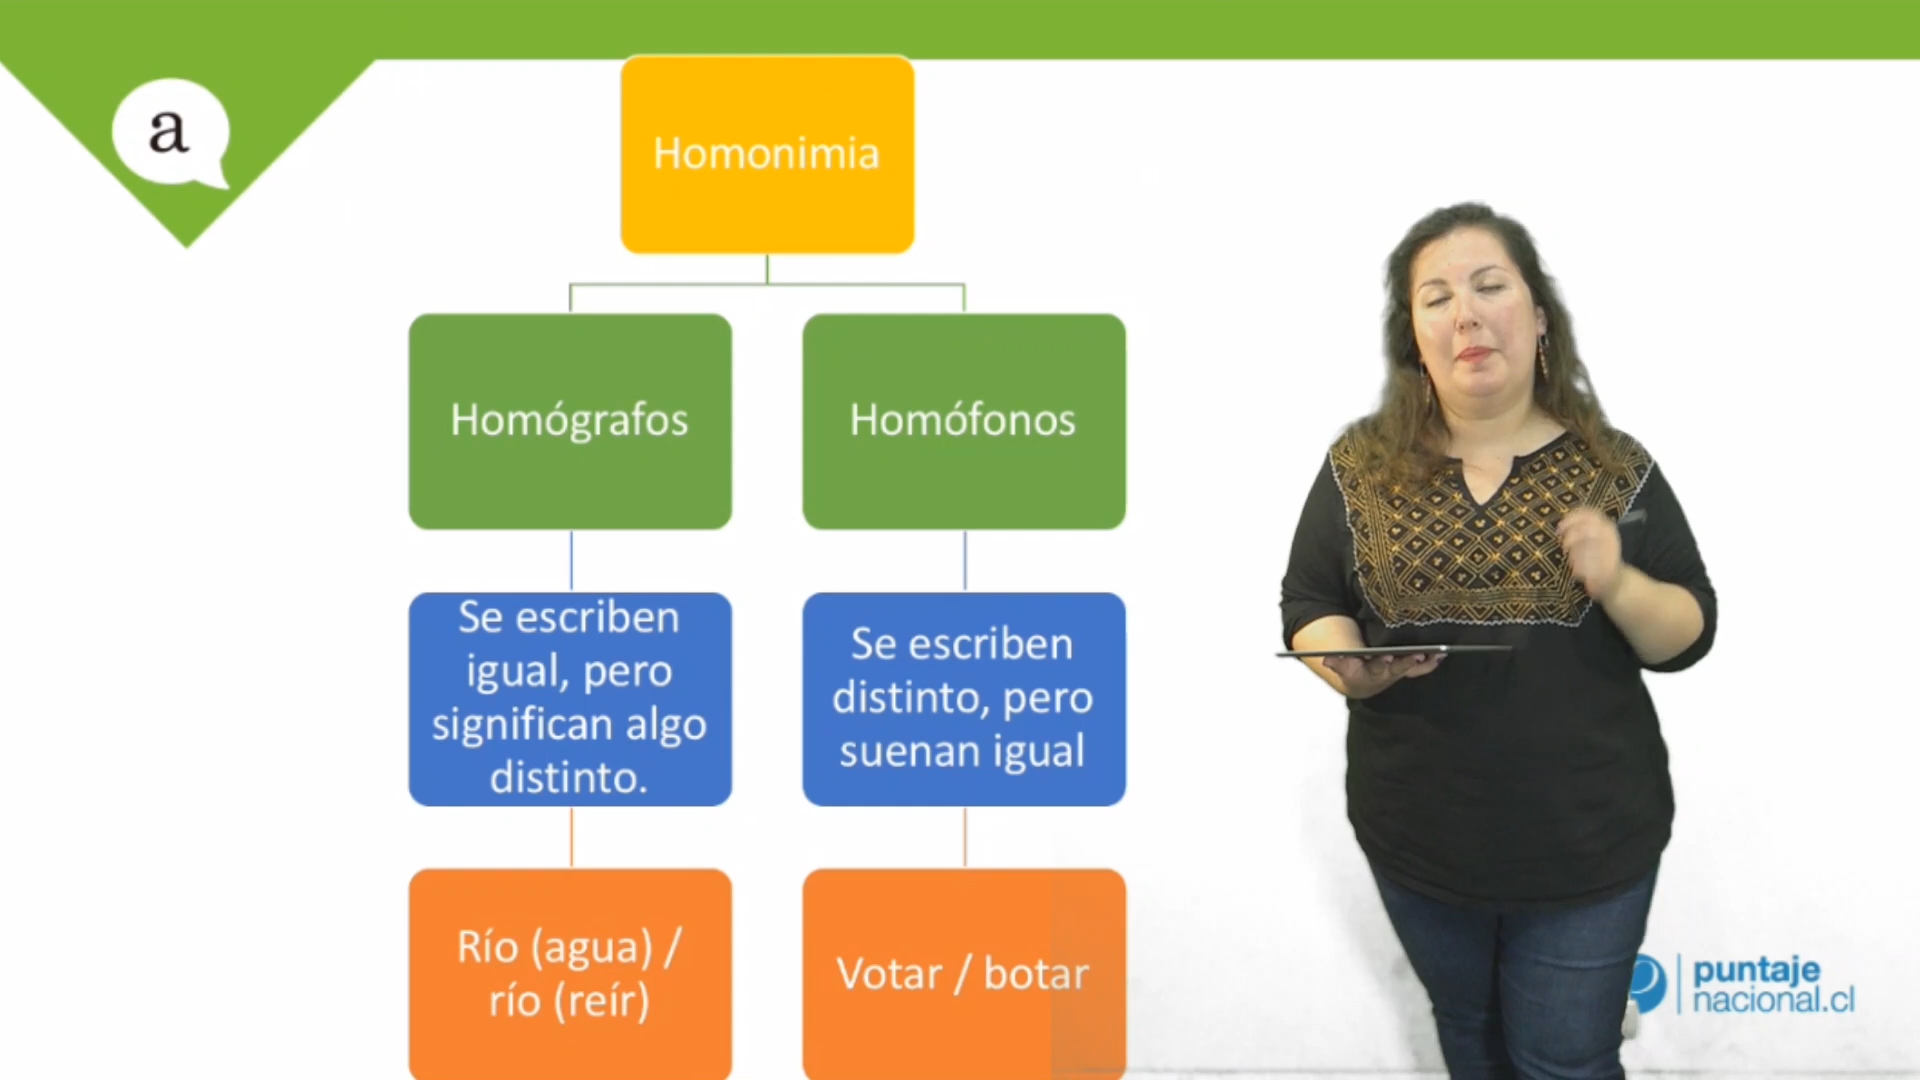 a
Homonimia
Homógrafos
Homófonos
Se escriben
igual, pero
significan algo
distinto.
Se escriben
distinto, pero
suenan igual
Río (agua) /
río (reír)
Votar / botar
puntaje
nacional.cl